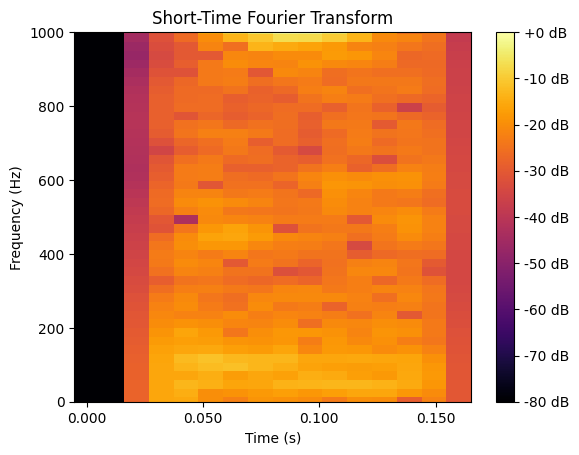 Short-Time Fourier Transform
1000
800
600
400
200
0
Frequency (Hz)
0.000
0.050
0.100
0.150
Time (s)
+0 dB
-10 dB
-20 dB
-30 dB
-40 dB
-50 dB
-60 dB
-70 dB
-80 dB